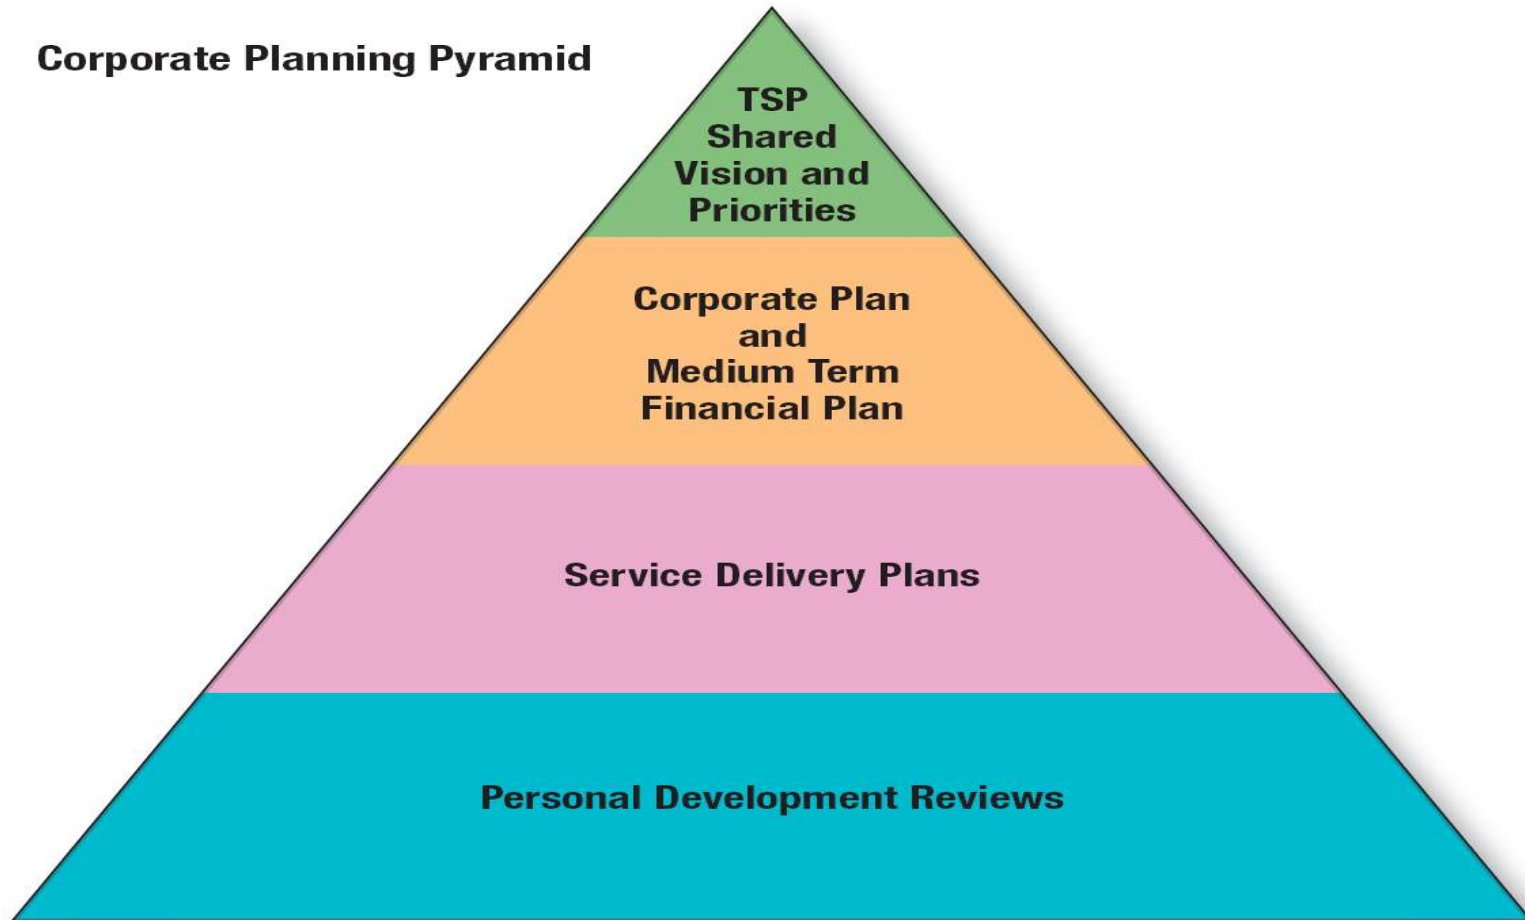 Corporate Planning Pyramid
TSP
Shared
Vision and
Priorities
Corporate Plan
and
Medium Term
Financial Plan
Service Delivery Plans
Personal Development Reviews